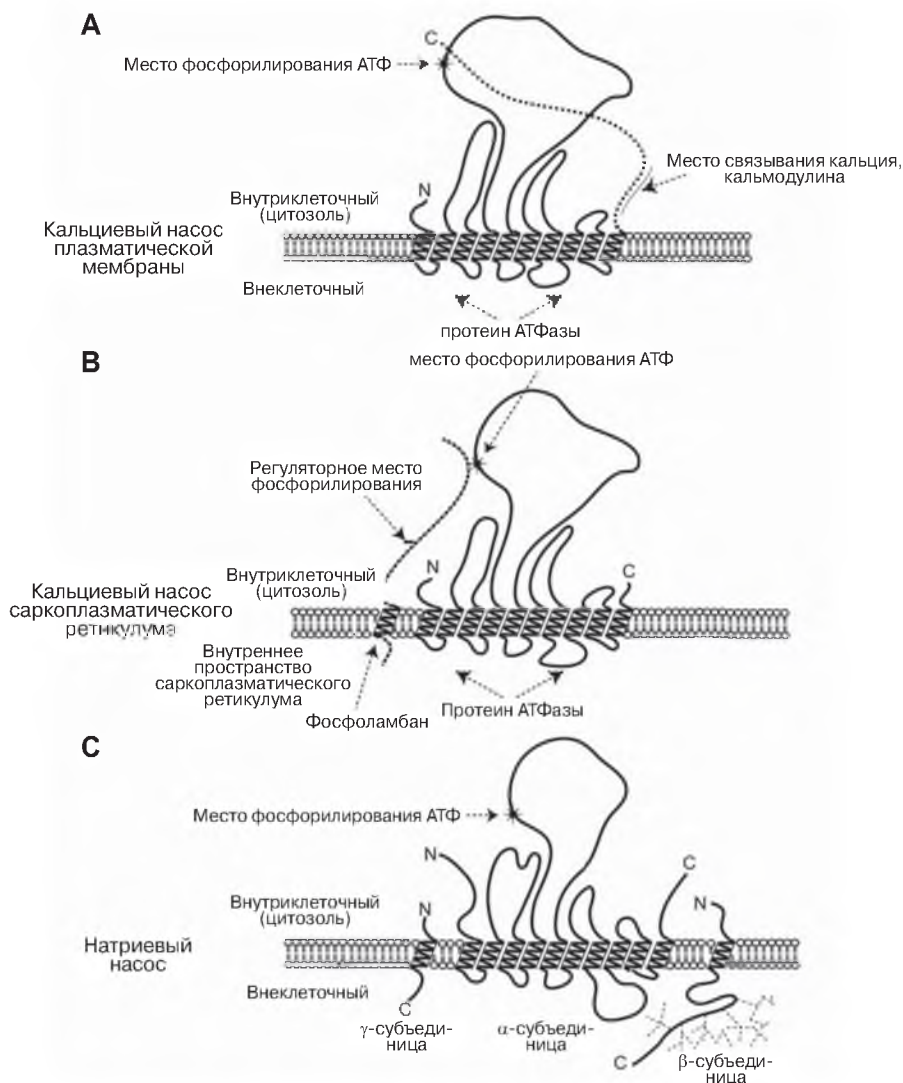 A
C
Место фосфорилирования АТФ
Место связывания кальция,
кальмодулина
N
Внутриклеточный
(цитозоль)
Кальциевый насос
плазматической
мембраны
Внеклеточный
протеин АТФазы
B
место фосфорилирования АТФ
Регуляторное место
фосфорилирования
N
C
Внутриклеточный
(цитозоль)
Кальциевый насос
саркоплазматического
ретикулума
Внутреннее
пространство
саркоплазматического
ретикулума
Фосфоламбан
Протеин АТФазы
C
Место фосфорилирования АТФ
N
C
N
N
Внутриклеточный
(цитозоль)
Натриевый
насос
Внеклеточный
C
γ-субъеди-
ница
α-субъеди-
ница
C
β-субъеди-
ница